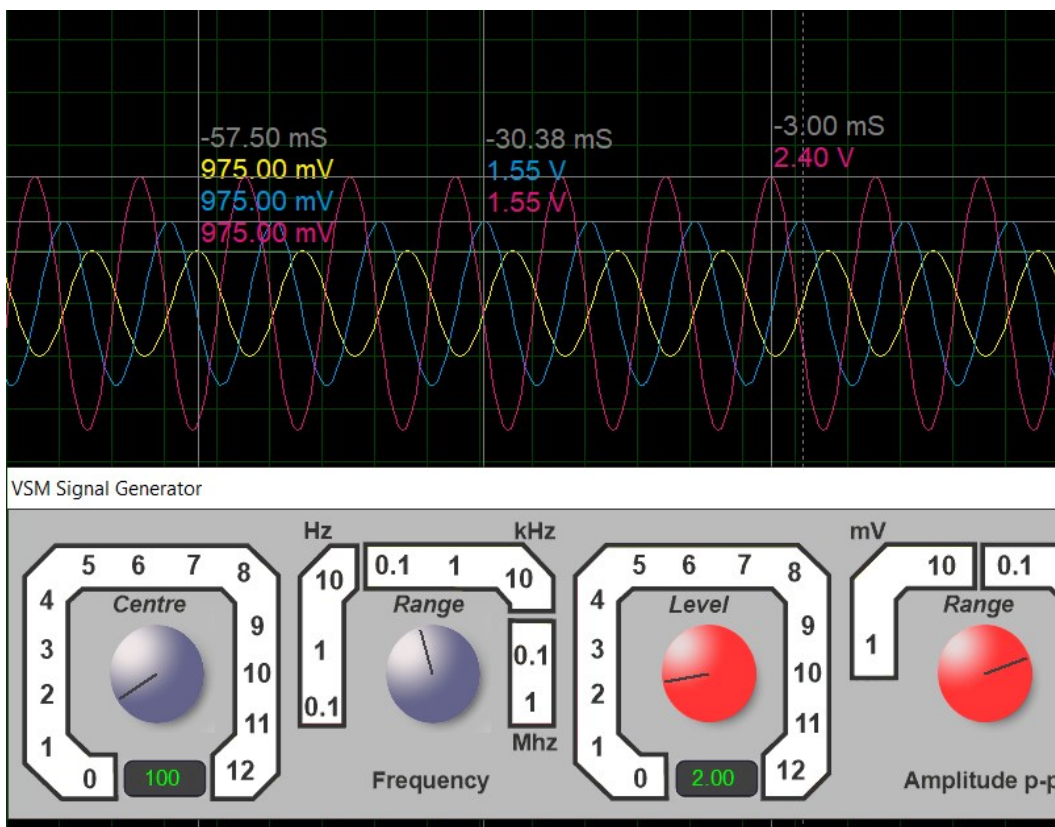 -57.50 mS
975.00 mV
975.00 mV
975.00 mV
-30.38 mS
1.55 V
1.55 V
-3.00 mS
2.40 V
VSM Signal Generator
5 6 7 8
4
3
2
1
0
9
10
11
12
Centre
100
Hz
kHz
10
1
0.1
0.1 1 10
0.1
1
Mhz
Range
Frequency
5 6 7 8
4
3
2
1
0
9
10
11
12
Level
2.00
mV
1
10
0.1
Range
Amplitude p-p